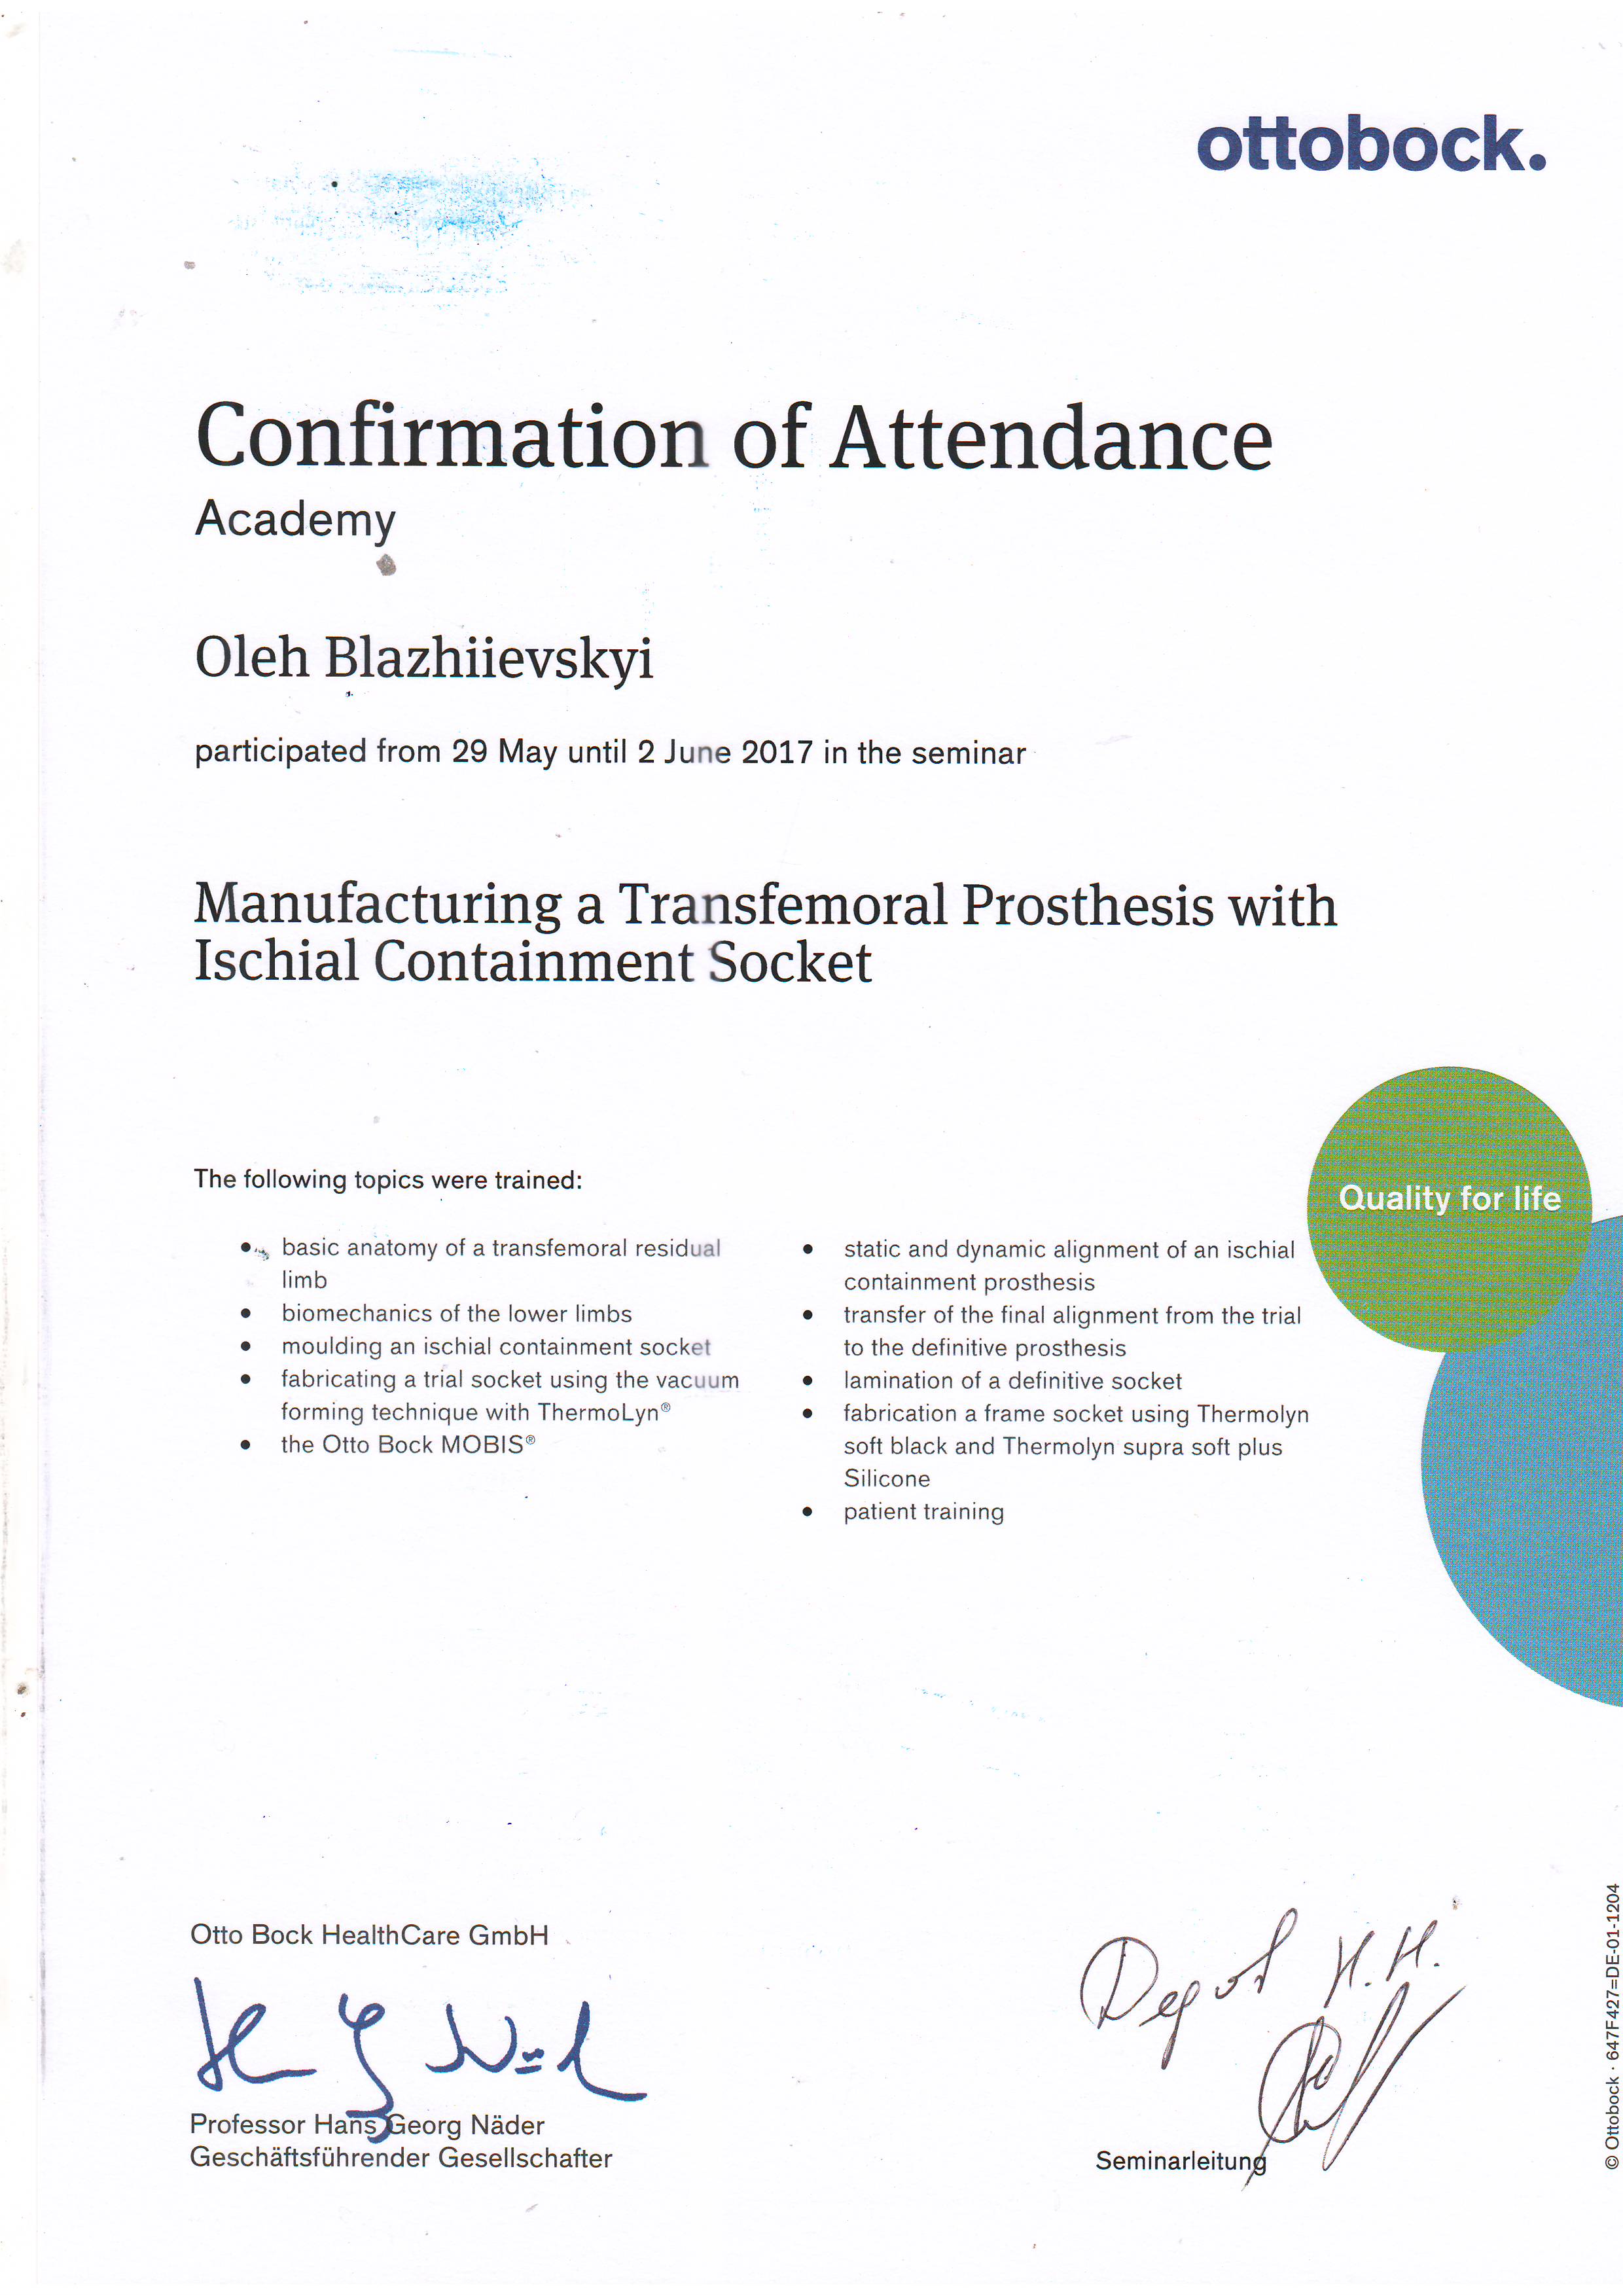 ottobock.
Confirmation of Attendance
Academy
Oleh Blazhiievskyi
participated from 29 May until 2 June 2017 in the seminar
Manufacturing a Transfemoral Prosthesis with
Ischial Containment Socket
Quality for life
The following topics were trained:
• basic anatomy of a transfemoral residual
limb
• biomechanics of the lower limbs
• moulding an ischial containment socket
• fabricating a trial socket using the vacuum
forming technique with ThermoLyn®
• the Otto Bock MOBIS®
• static and dynamic alignment of an ischial
containment prosthesis
• transfer of the final alignment from the trial
to the definitive prosthesis
• lamination of a definitive socket
• fabrication a frame socket using Thermolyn
soft black and Thermolyn supra soft plus
Silicone
• patient training
Otto Bock HealthCare GmbH
Professor Hans Georg Näder
Geschäftsführender Gesellschafter
Seminarleitung
© Ottobock · 647F427=DE-01-1204